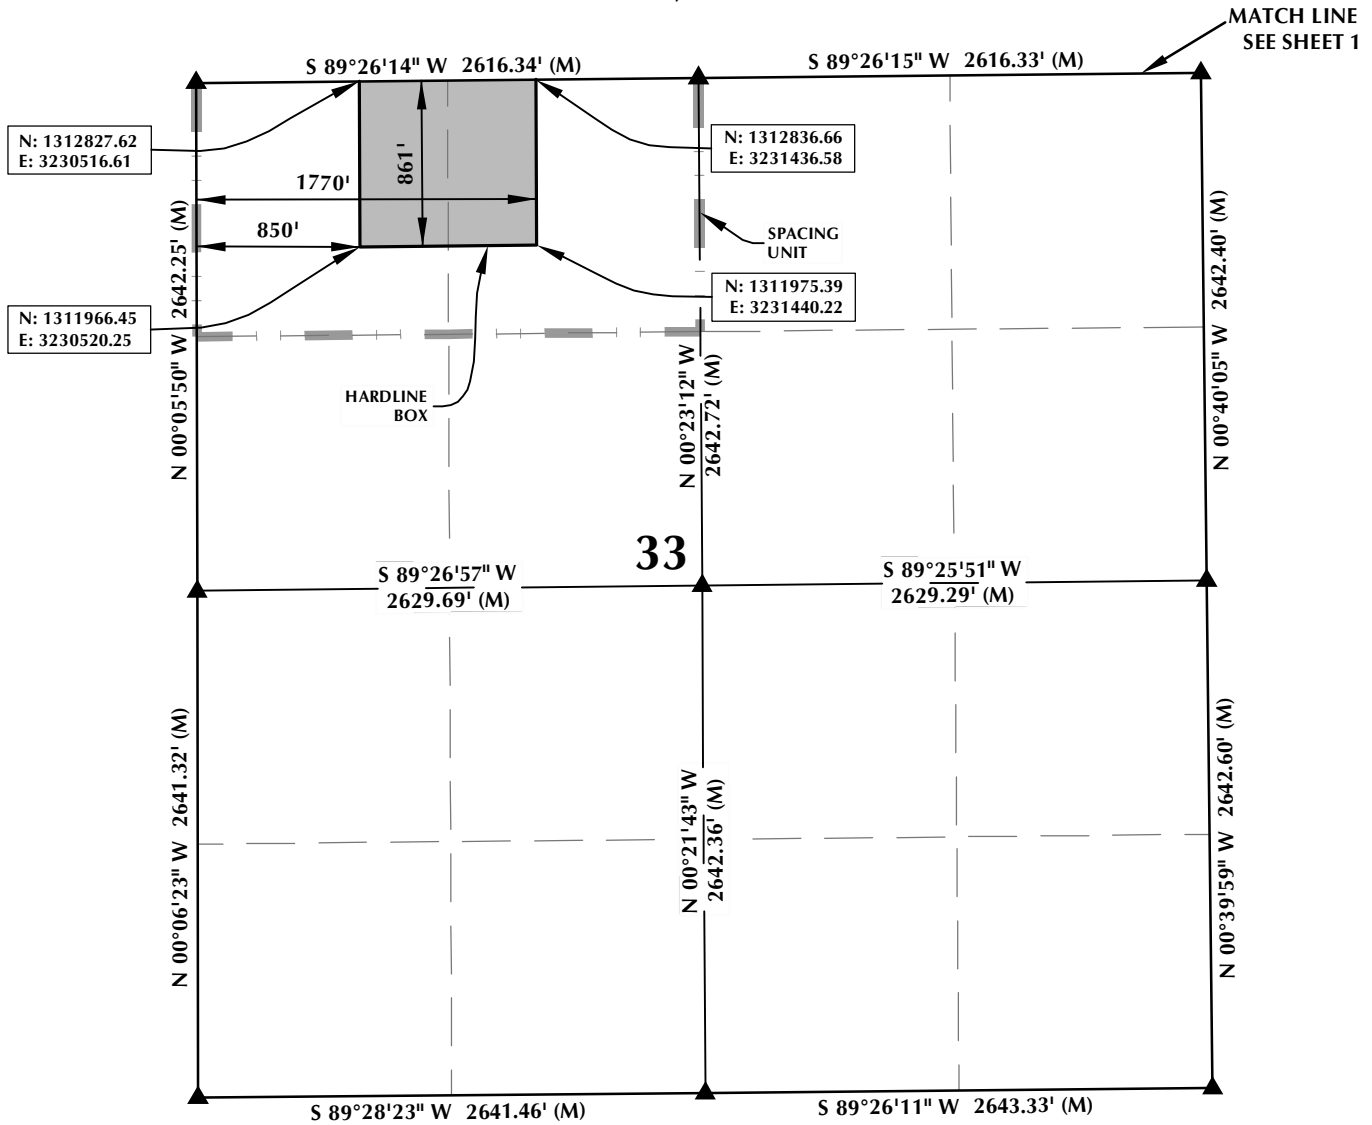 MATCH LINE
SEE SHEET 1
S 89°26'14" W 2616.34' (M)
S 89°26'15" W 2616.33' (M)
N: 1312827.62
E: 3230516.61
N: 1312836.66
E: 3231436.58
861'
1770'
850'
SPACING
UNIT
N: 1311975.39
E: 3231440.22
N: 1311966.45
E: 3230520.25
N 00°05'50" W 2642.25' (M)
HARDLINE
BOX
N 00°23'12" W
2642.72' (M)
N 00°40'05" W 2642.40' (M)
33
S 89°26'57" W
2629.69' (M)
S 89°25'51" W
2629.29' (M)
N 00°06'23" W 2641.32' (M)
N 00°21'43" W
2642.36' (M)
N 00°39'59" W 2642.60' (M)
S 89°28'23" W 2641.46' (M)
S 89°26'11" W 2643.33' (M)